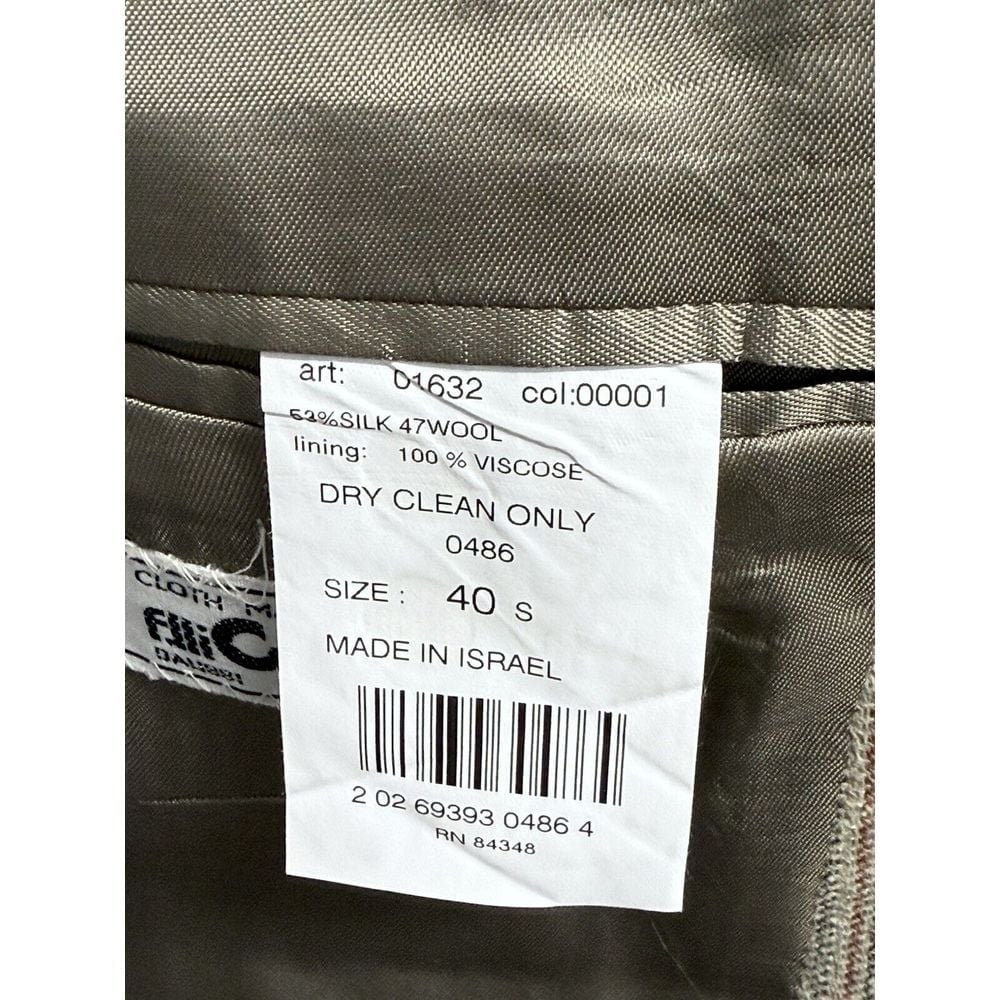 art: 01632 col:00001
53%SILK 47WOOL
lining: 100 % VISCOSE
DRY CLEAN ONLY
0486
SIZE : 40 S
MADE IN ISRAEL
2 02 69393 0486 4
RN 84348
CLOTH